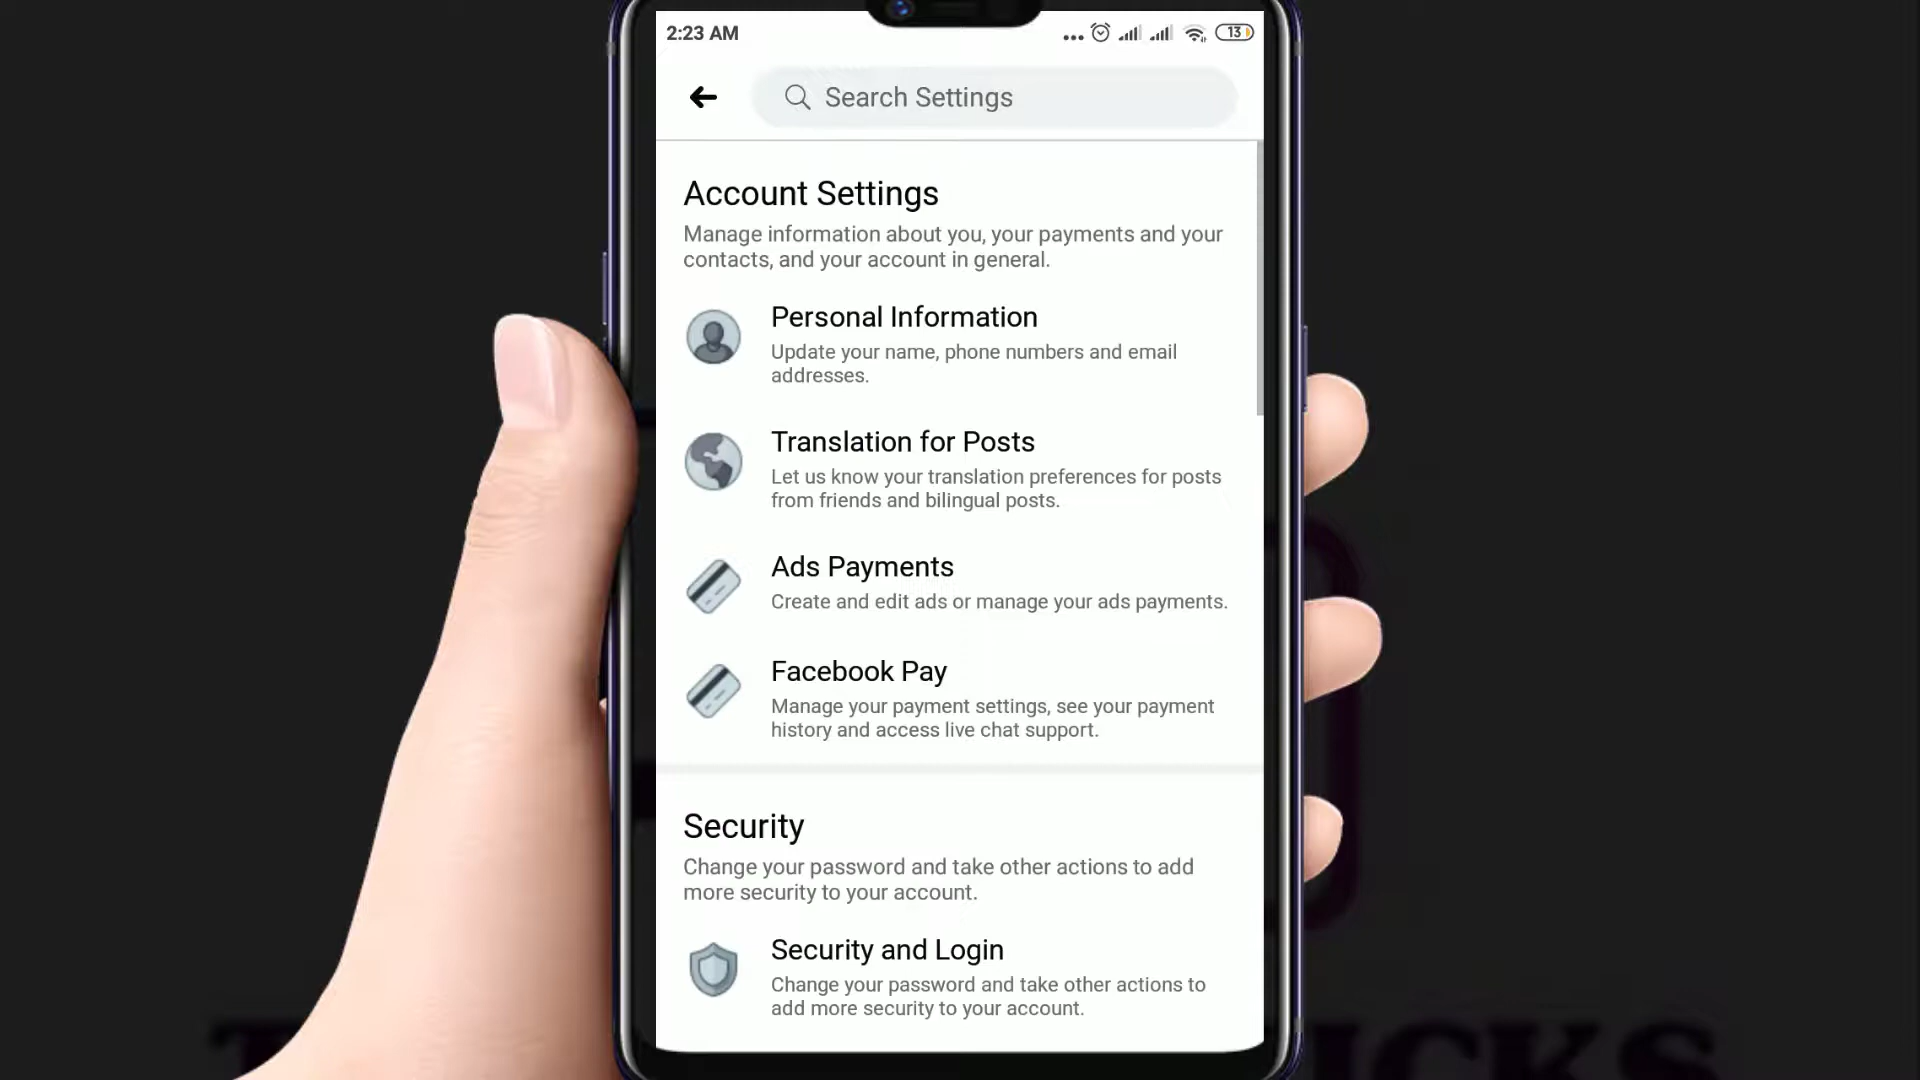 2:23 AM
13
Search Settings
Account Settings
Manage information about you, your payments and your
contacts, and your account in general.
Personal Information
Update your name, phone numbers and email
addresses.
Translation for Posts
Let us know your translation preferences for posts
from friends and bilingual posts.
Ads Payments
Create and edit ads or manage your ads payments.
Facebook Pay
Manage your payment settings, see your payment
history and access live chat support.
Security
Change your password and take other actions to add
more security to your account.
Security and Login
Change your password and take other actions to
add more security to your account.